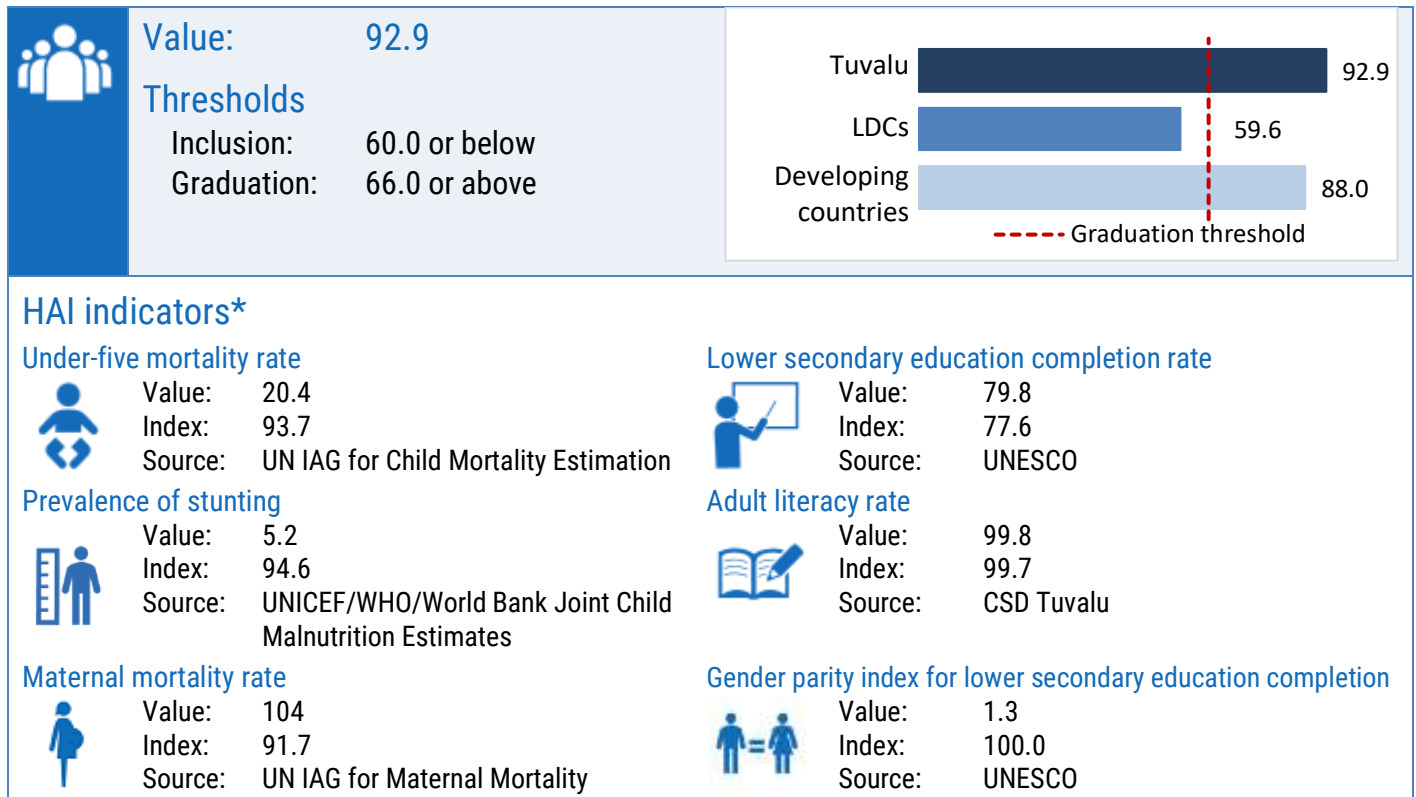 Value: 92.9
Thresholds
Inclusion: 60.0 or below
Graduation: 66.0 or above
Tuvalu 92.9
LDCs 59.6
Developing
countries 88.0
Graduation threshold
HAI indicators*
Under-five mortality rate
Value: 20.4
Index: 93.7
Source: UN IAG for Child Mortality Estimation
Prevalence of stunting
Value: 5.2
Index: 94.6
Source: UNICEF/WHO/World Bank Joint Child
Malnutrition Estimates
Maternal mortality rate
Value: 104
Index: 91.7
Source: UN IAG for Maternal Mortality
Lower secondary education completion rate
Value: 79.8
Index: 77.6
Source: UNESCO
Adult literacy rate
Value: 99.8
Index: 99.7
Source: CSD Tuvalu
Gender parity index for lower secondary education completion
Value: 1.3
Index: 100.0
Source: UNESCO